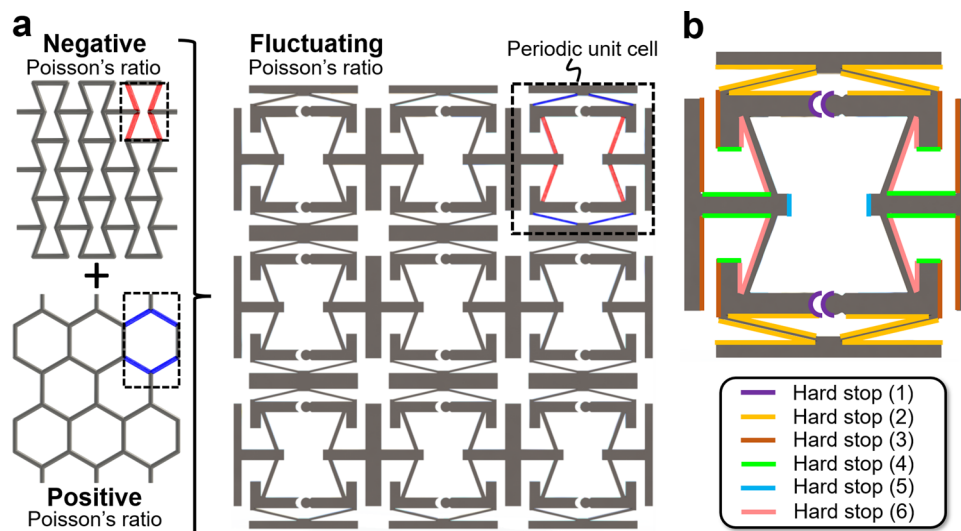 a
Negative
Poisson's ratio
+
Positive
Poisson's ratio
Fluctuating
Poisson's ratio
Periodic unit cell
b
Hard stop (1)
Hard stop (2)
Hard stop (3)
Hard stop (4)
Hard stop (5)
Hard stop (6)